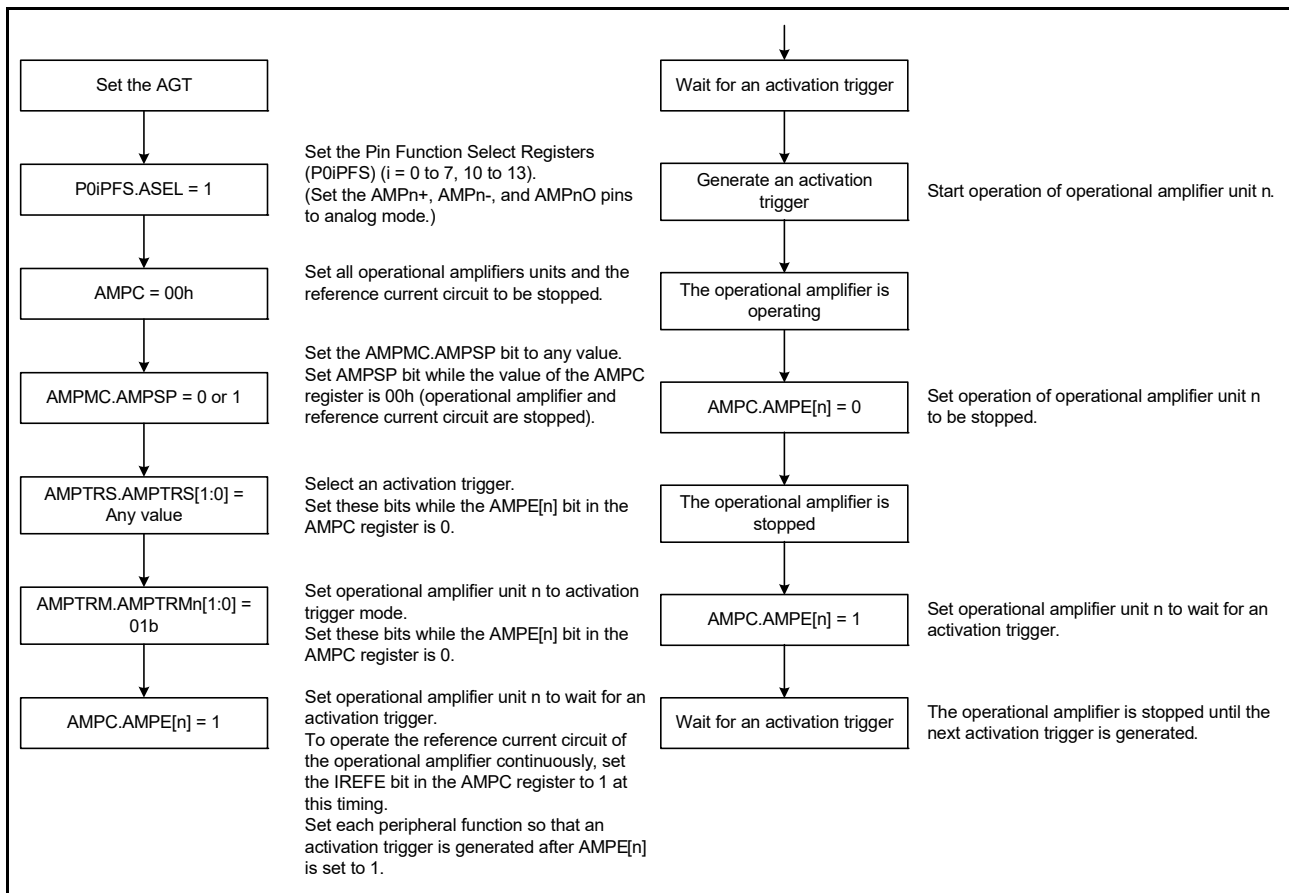 Set the AGT
P0iPFS.ASEL = 1
Set the Pin Function Select Registers
(P0iPFS) (i = 0 to 7, 10 to 13).
(Set the AMPn+, AMPn-, and AMPnO pins
to analog mode.)
AMPC = 00h
Set all operational amplifiers units and the
reference current circuit to be stopped.
AMPMC.AMPSP = 0 or 1
Set the AMPMC.AMPSP bit to any value.
Set AMPSP bit while the value of the AMPC
register is 00h (operational amplifier and
reference current circuit are stopped).
AMPTRS.AMPTRS[1:0] =
Any value
Select an activation trigger.
Set these bits while the AMPE[n] bit in the
AMPC register is 0.
AMPTRM.AMPTRMn[1:0] =
01b
Set operational amplifier unit n to activation
trigger mode.
Set these bits while the AMPE[n] bit in the
AMPC register is 0.
AMPC.AMPE[n] = 1
Set operational amplifier unit n to wait for an
activation trigger.
To operate the reference current circuit of
the operational amplifier continuously, set
the IREFE bit in the AMPC register to 1 at
this timing.
Set each peripheral function so that an
activation trigger is generated after AMPE[n]
is set to 1.
Wait for an activation trigger
Generate an activation
trigger
Start operation of operational amplifier unit n.
The operational amplifier is
operating
AMPC.AMPE[n] = 0
Set operation of operational amplifier unit n
to be stopped.
The operational amplifier is
stopped
AMPC.AMPE[n] = 1
Set operational amplifier unit n to wait for an
activation trigger.
Wait for an activation trigger
The operational amplifier is stopped until the
next activation trigger is generated.